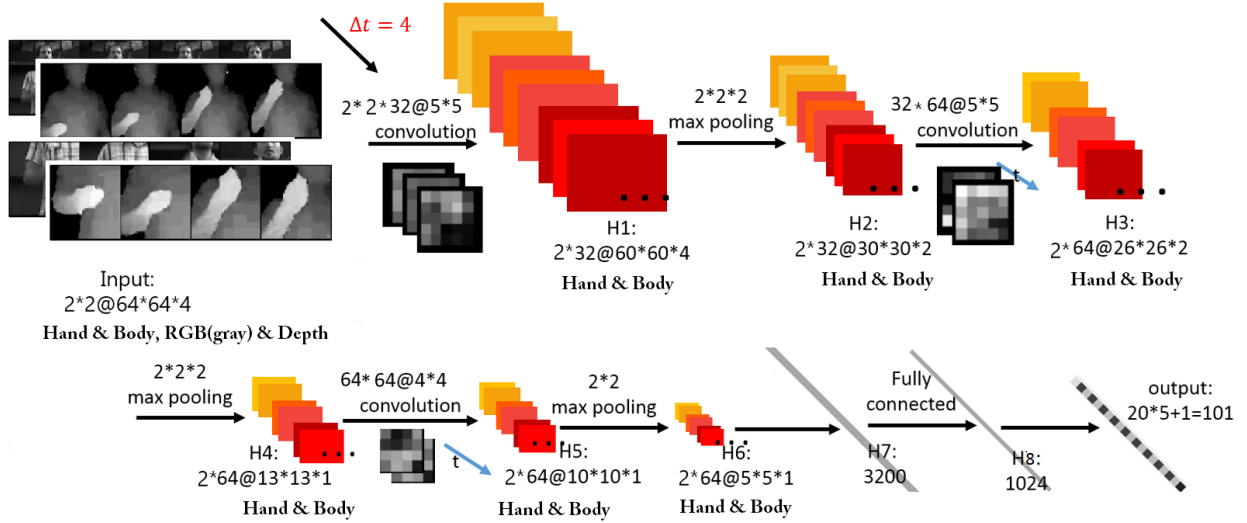 Δt = 4
2*2*32@5*5
convolution
2*2*2
max pooling
32*64@5*5
convolution
t
H1:
2*32@60*60*4
Hand & Body
H2:
2*32@30*30*2
Hand & Body
H3:
2*64@26*26*2
Hand & Body
Input:
2*2@64*64*4
Hand & Body, RGB(gray) & Depth
2*2*2
max pooling
H4:
2*64@13*13*1
Hand & Body
64*64@4*4
convolution
t
H5:
2*64@10*10*1
Hand & Body
2*2
max pooling
H6:
2*64@5*5*1
Hand & Body
H7:
3200
Fully
connected
H8:
1024
output:
20*5+1=101